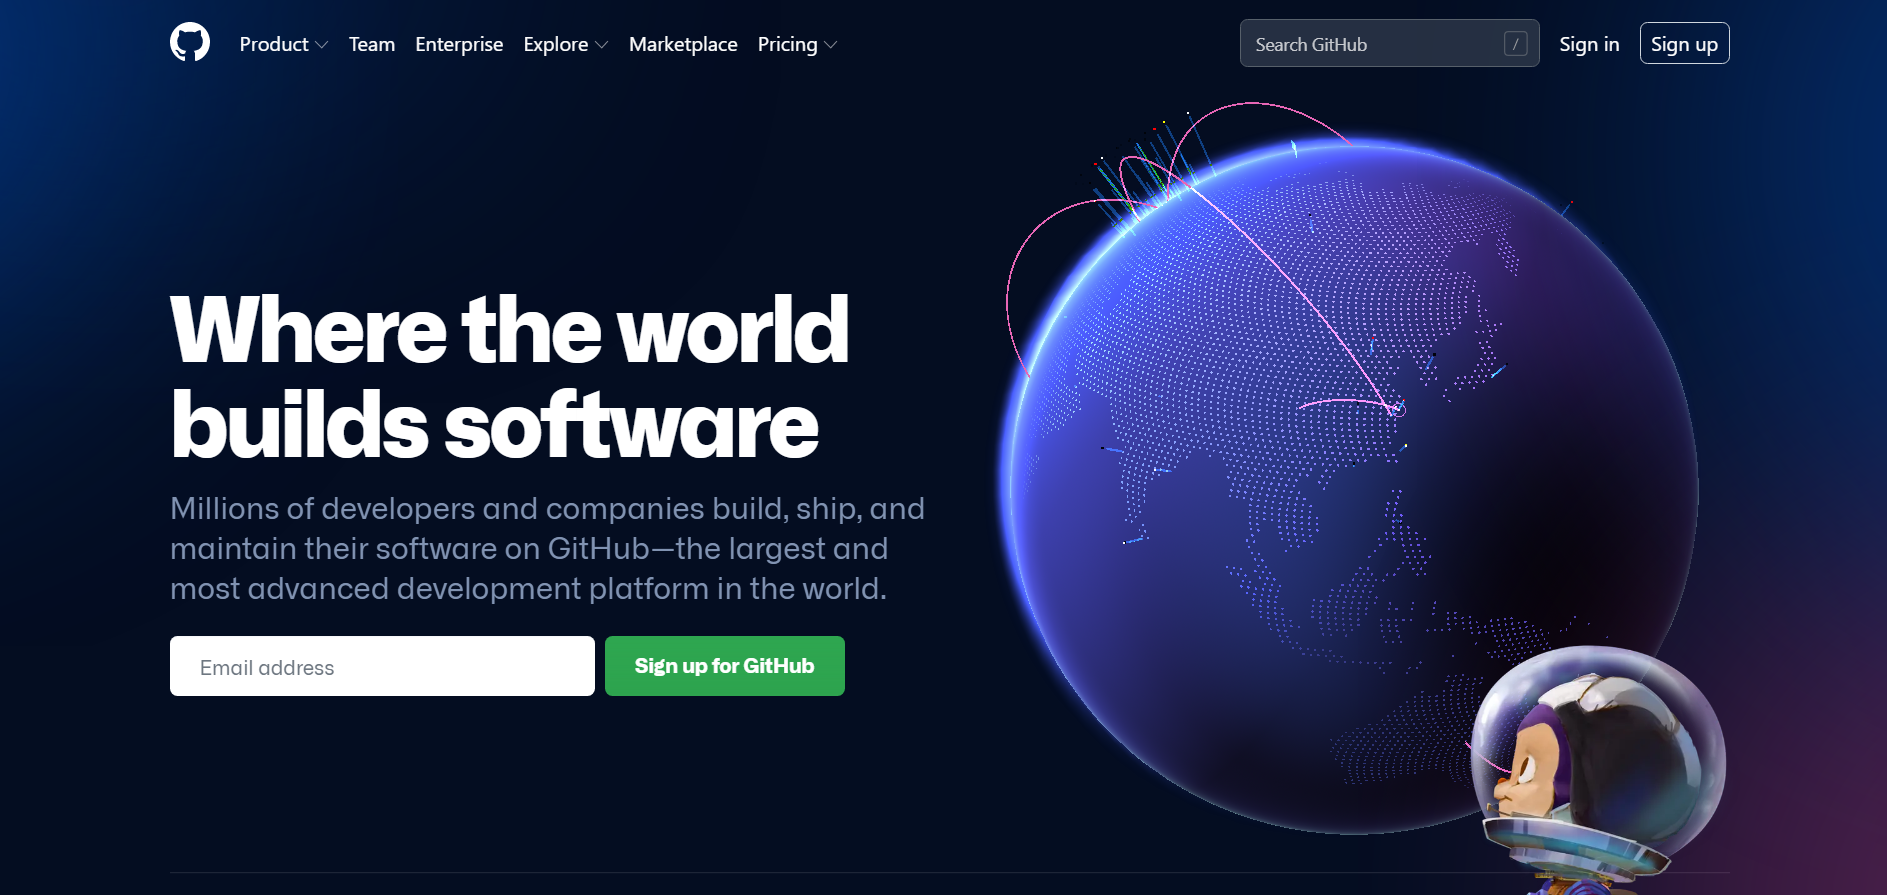 Product Team Enterprise Explore Marketplace Pricing Search GitHub / Sign in Sign up
Where the world
builds software
Millions of developers and companies build, ship, and
maintain their software on GitHub—the largest and
most advanced development platform in the world.
Email address Sign up for GitHub